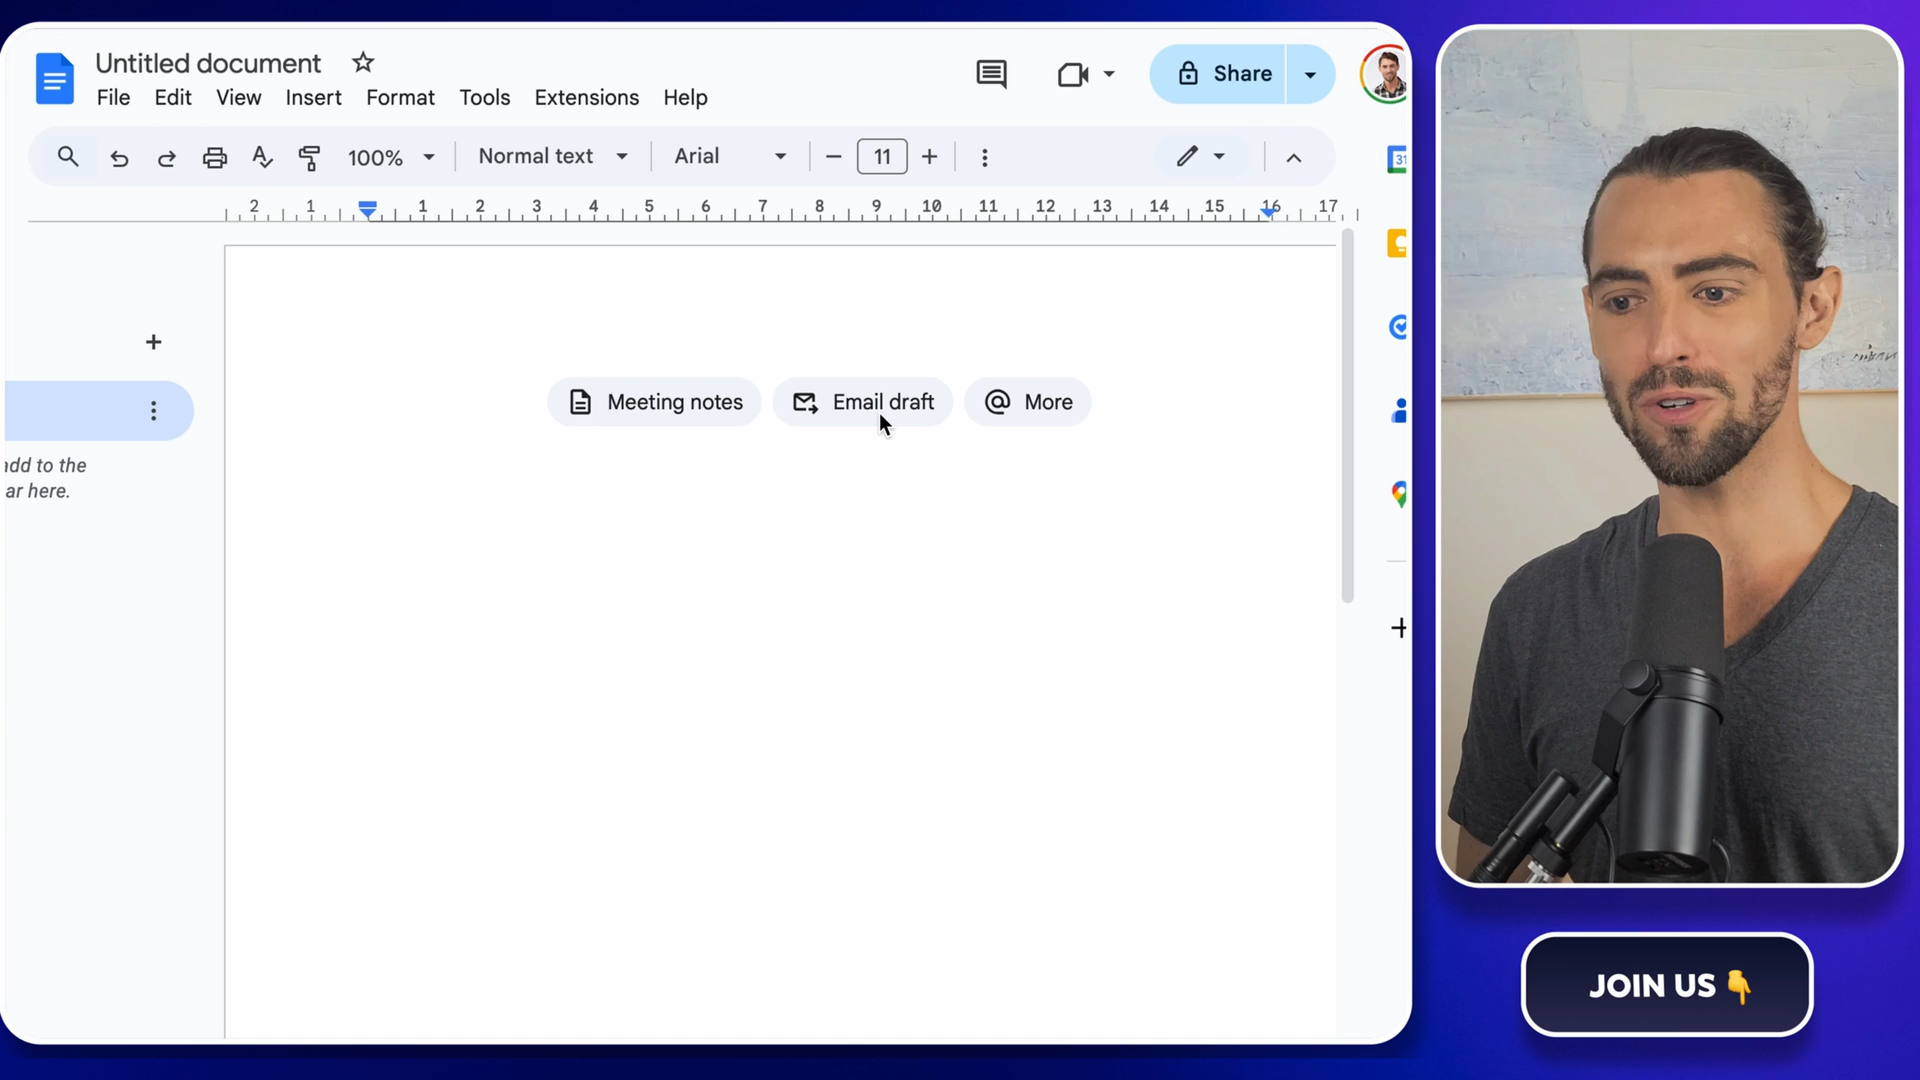 Untitled document
Share
File Edit View Insert Format Tools Extensions Help
100% Normal text Arial 11
2 1 1 2 3 4 5 6 7 8 9 10 11 12 13 14 15 16 17
31
Meeting notes Email draft More
add to the
ar here.
JOIN US 👇